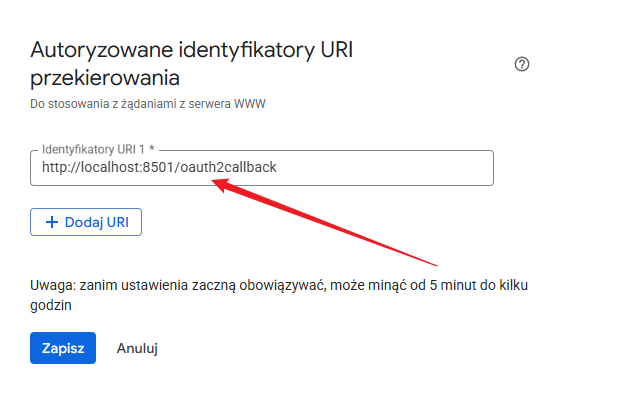 Autoryzowane identyfikatory URI
przekierowania
Do stosowania z żądaniami z serwera WWW
Identyfikatory URI 1 *
http://localhost:8501/oauth2callback
+ Dodaj URI
Uwaga: zanim ustawienia zaczną obowiązywać, może minąć od 5 minut do kilku
godzin
Zapisz Anuluj